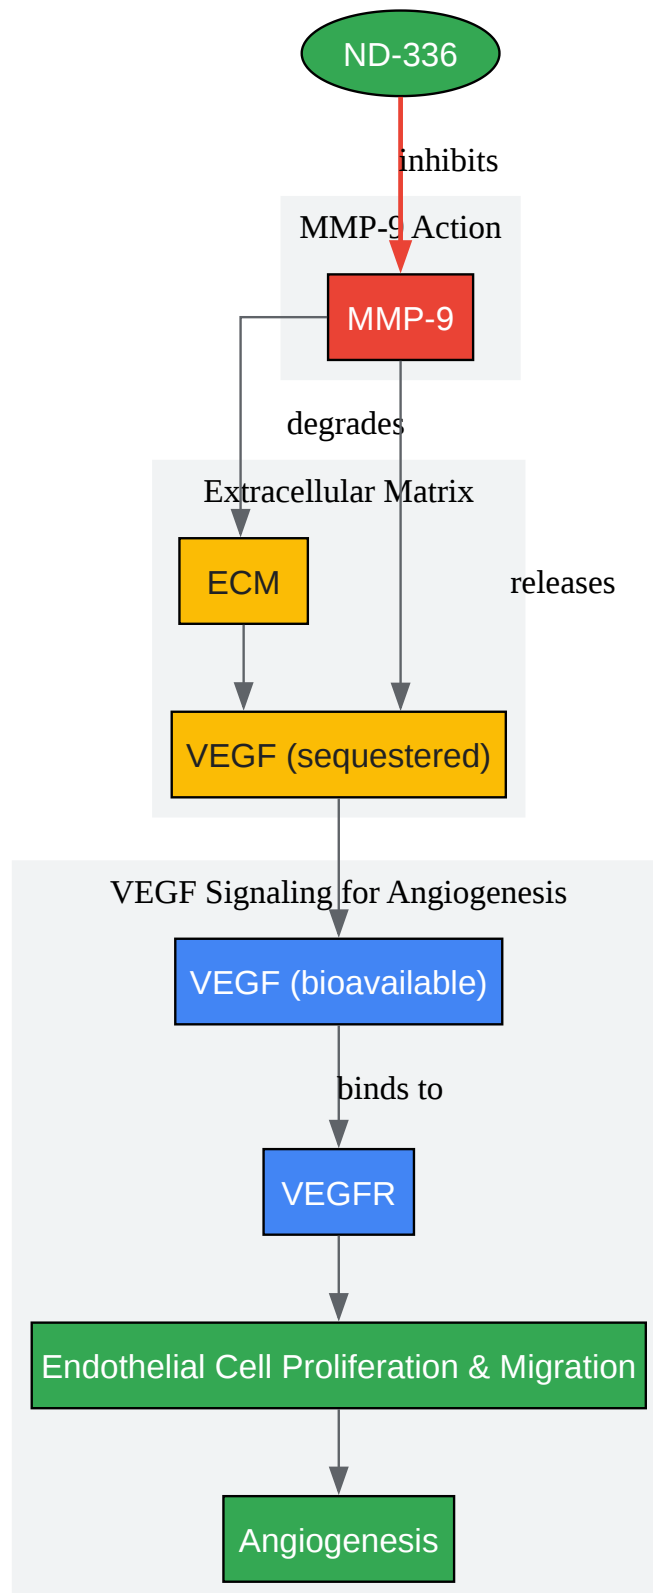 ND-336
inhibits
MMP-9 Action
MMP-9
degrades
Extracellular Matrix
ECM
releases
VEGF (sequestered)
VEGF Signaling for Angiogenesis
VEGF (bioavailable)
binds to
VEGFR
Endothelial Cell Proliferation & Migration
Angiogenesis